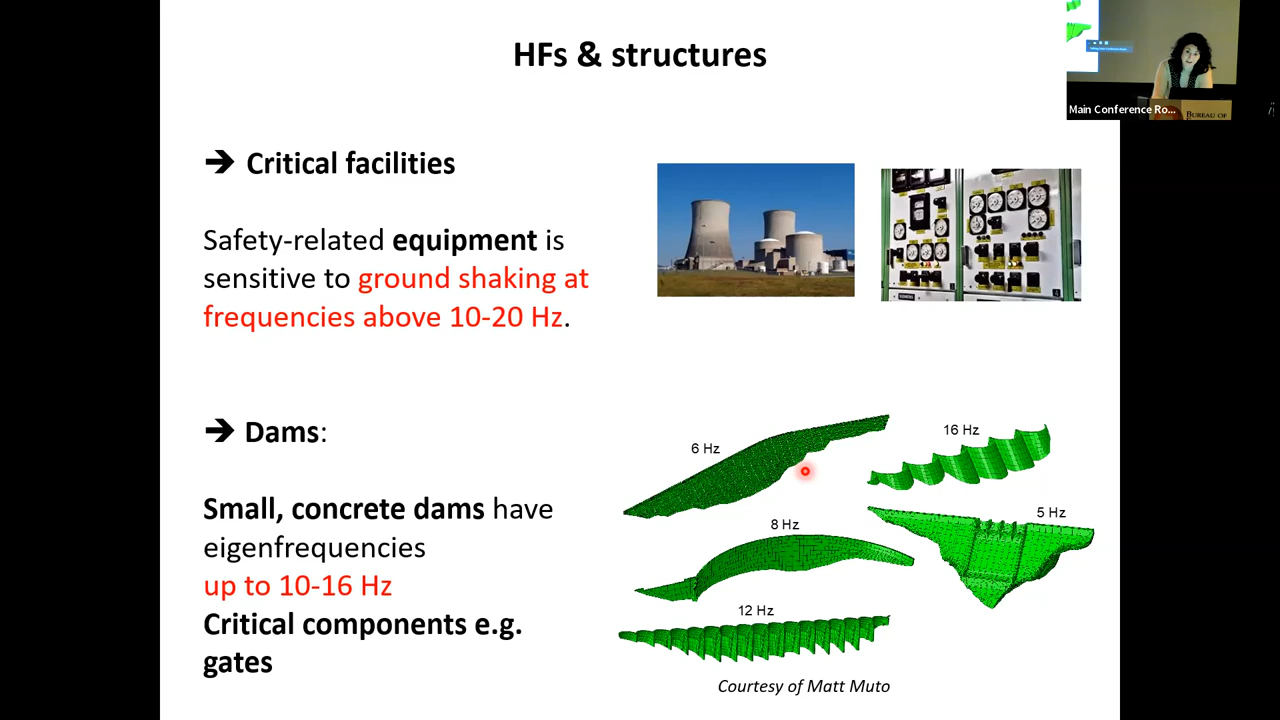 HFs & structures
Main Conference Ro...
BUREAU OF
➔ Critical facilities
Safety-related equipment is
sensitive to ground shaking at
frequencies above 10-20 Hz.
➔ Dams:
Small, concrete dams have
eigenfrequencies
up to 10-16 Hz
Critical components e.g.
gates
6 Hz
16 Hz
8 Hz
5 Hz
12 Hz
Courtesy of Matt Muto